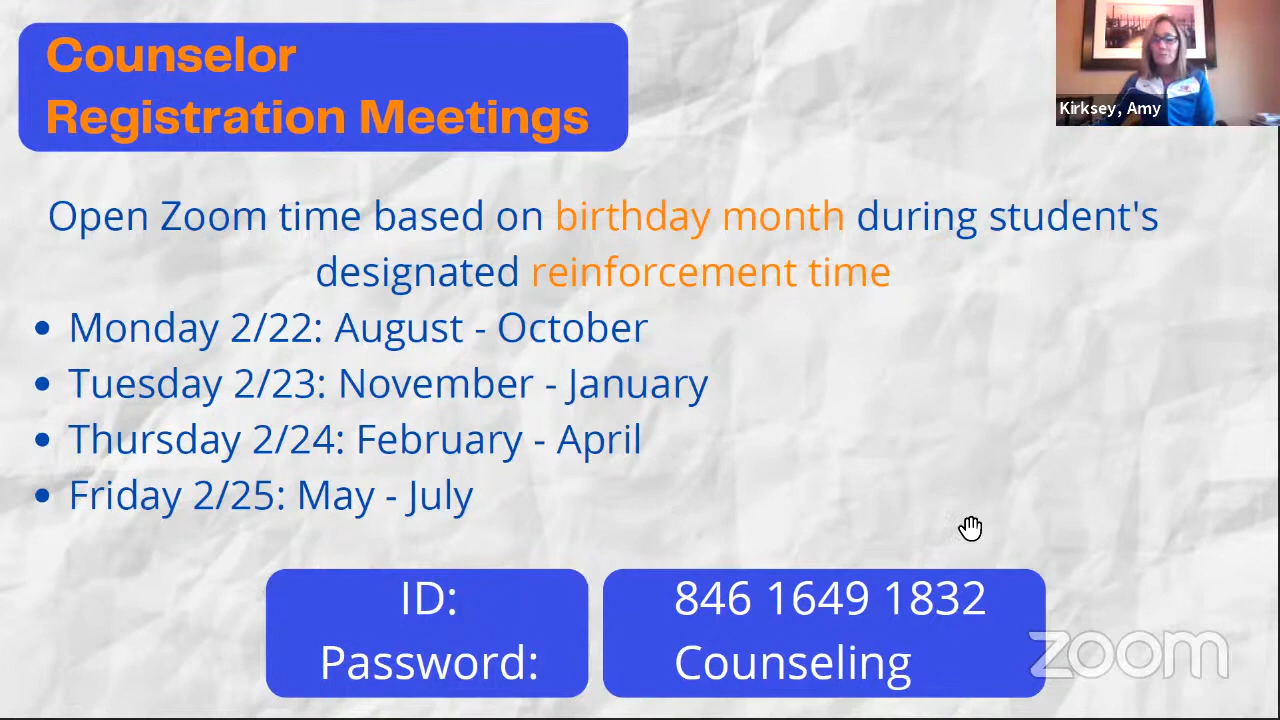 Counselor
Registration Meetings
Kirksey, Amy
Open Zoom time based on birthday month during student's
designated reinforcement time
• Monday 2/22: August - October
• Tuesday 2/23: November - January
• Thursday 2/24: February - April
• Friday 2/25: May - July
ID: 846 1649 1832
Password: Counseling
zoom